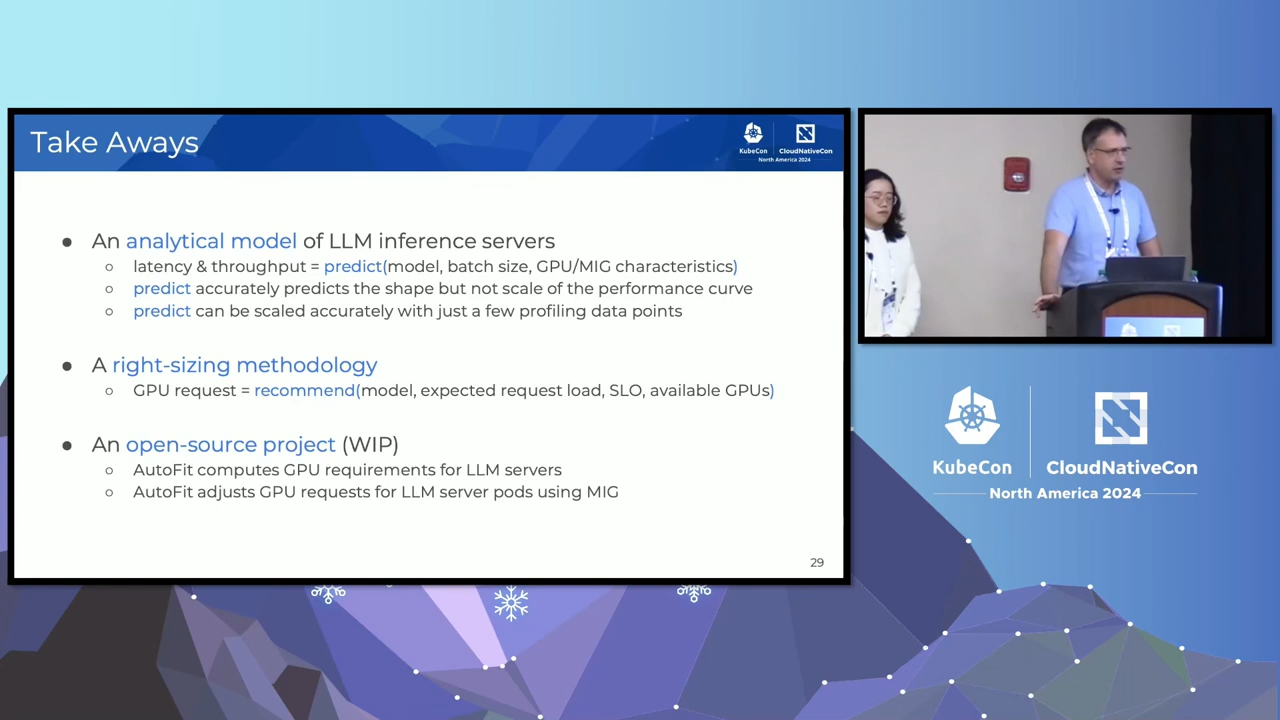 Take Aways
KubeCon
CloudNativeCon
North America 2024
● An analytical model of LLM inference servers
○ latency & throughput = predict(model, batch size, GPU/MIG characteristics)
○ predict accurately predicts the shape but not scale of the performance curve
○ predict can be scaled accurately with just a few profiling data points
● A right-sizing methodology
○ GPU request = recommend(model, expected request load, SLO, available GPUs)
● An open-source project (WIP)
○ AutoFit computes GPU requirements for LLM servers
○ AutoFit adjusts GPU requests for LLM server pods using MIG
29
KubeCon
CloudNativeCon
North America 2024